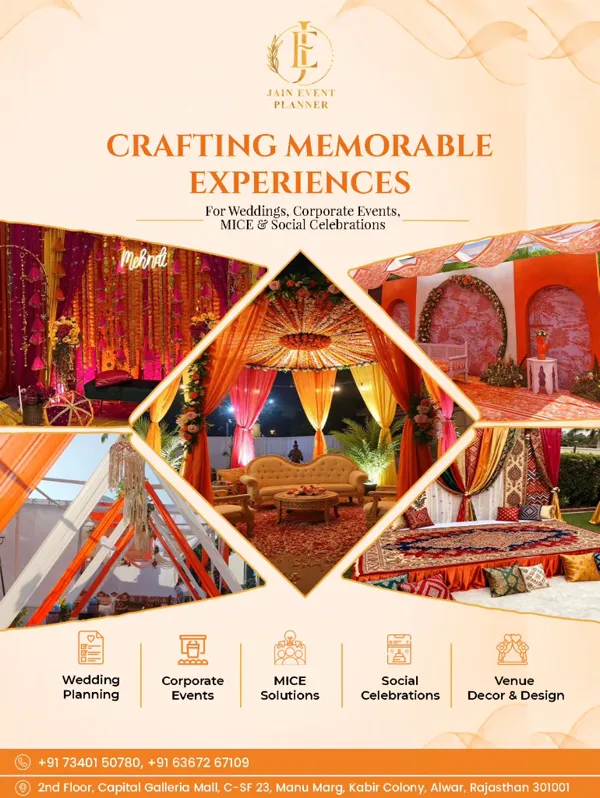 JE
JAIN EVENT
PLANNER
CRAFTING MEMORABLE
EXPERIENCES
For Weddings, Corporate Events,
MICE & Social Celebrations
Mehndi
Wedding
Planning
Corporate
Events
MICE
Solutions
Social
Celebrations
Venue
Decor & Design
+91 73401 50780, +91 63672 67109
2nd Floor, Capital Galleria Mall, C-SF 23, Manu Marg, Kabir Colony, Alwar, Rajasthan 301001